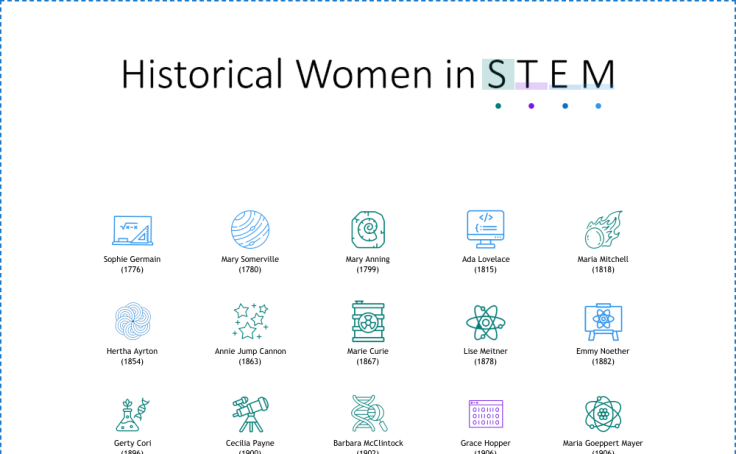 Historical Women in STEM
Sophie Germain
(1776)
Mary Somerville
(1780)
Mary Anning
(1799)
Ada Lovelace
(1815)
Maria Mitchell
(1818)
Hertha Ayrton
(1854)
Annie Jump Cannon
(1863)
Marie Curie
(1867)
Lise Meitner
(1878)
Emmy Noether
(1882)
Gerty Cori
(1896)
Cecilia Payne
(1900)
Barbara McClintock
(1902)
Grace Hopper
(1906)
Maria Goeppert Mayer
(1906)